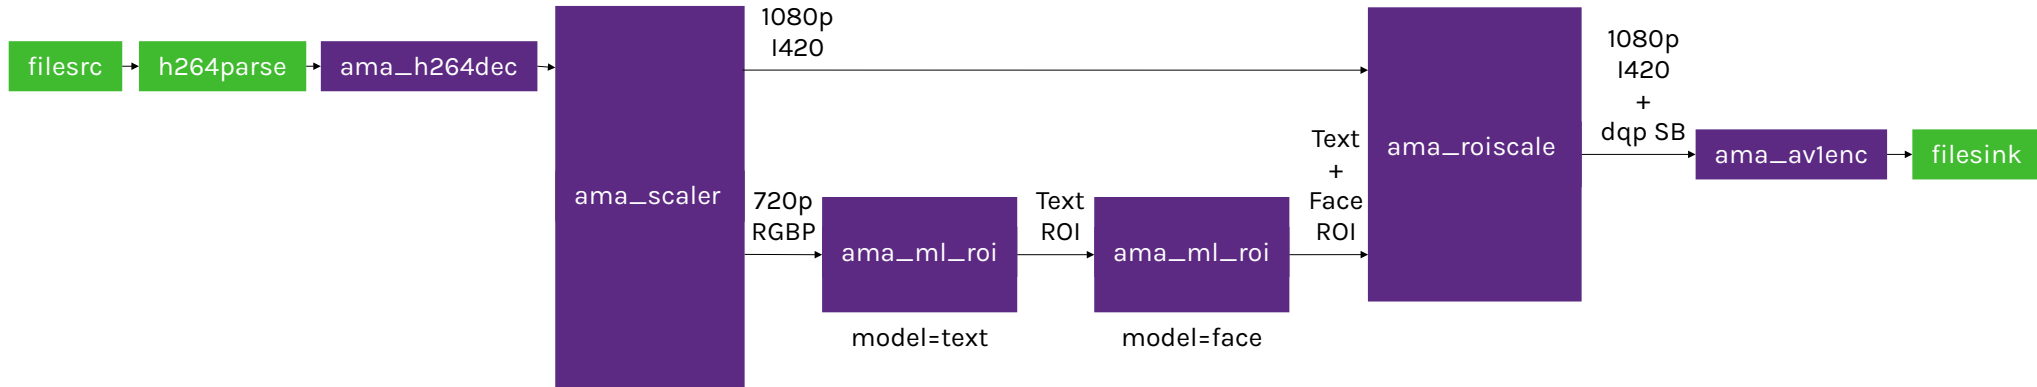 filesrc
h264parse
ama_h264dec
ama_scaler
1080p
I420
720p
RGBP
ama_ml_roi
model=text
Text
ROI
ama_ml_roi
model=face
Text
+
Face
ROI
ama_roiscale
1080p
I420
+
dqp SB
ama_av1enc
filesink